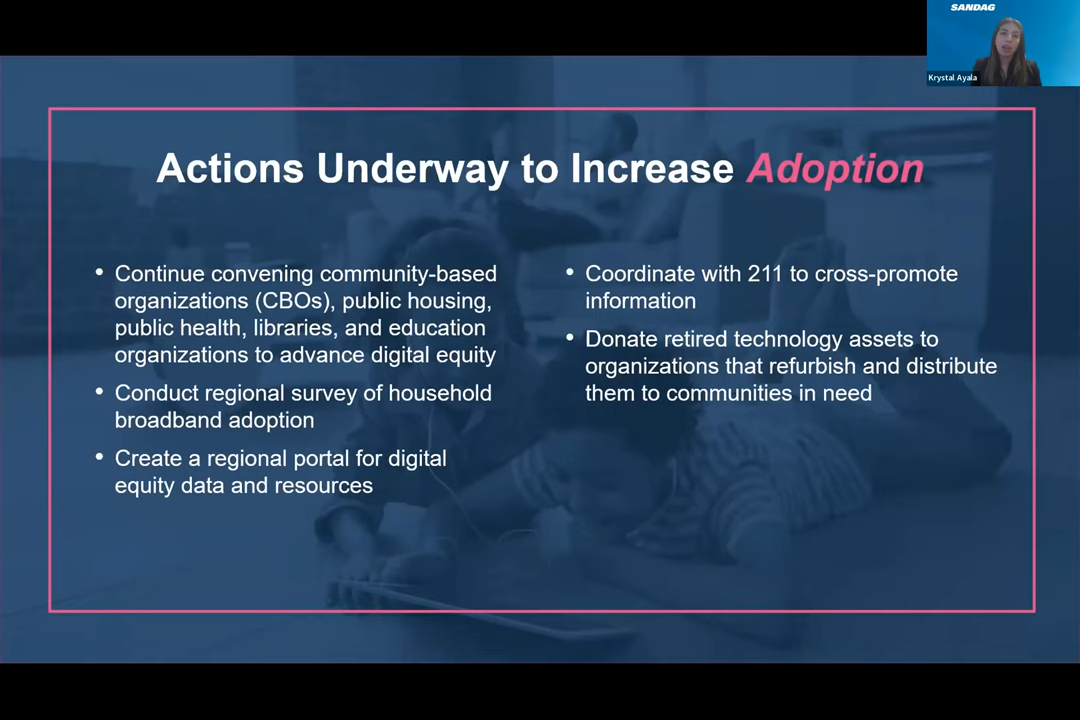 SANDAG
Krystal Ayala
Actions Underway to Increase Adoption
• Continue convening community-based
organizations (CBOs), public housing,
public health, libraries, and education
organizations to advance digital equity
• Conduct regional survey of household
broadband adoption
• Create a regional portal for digital
equity data and resources
• Coordinate with 211 to cross-promote
information
• Donate retired technology assets to
organizations that refurbish and distribute
them to communities in need